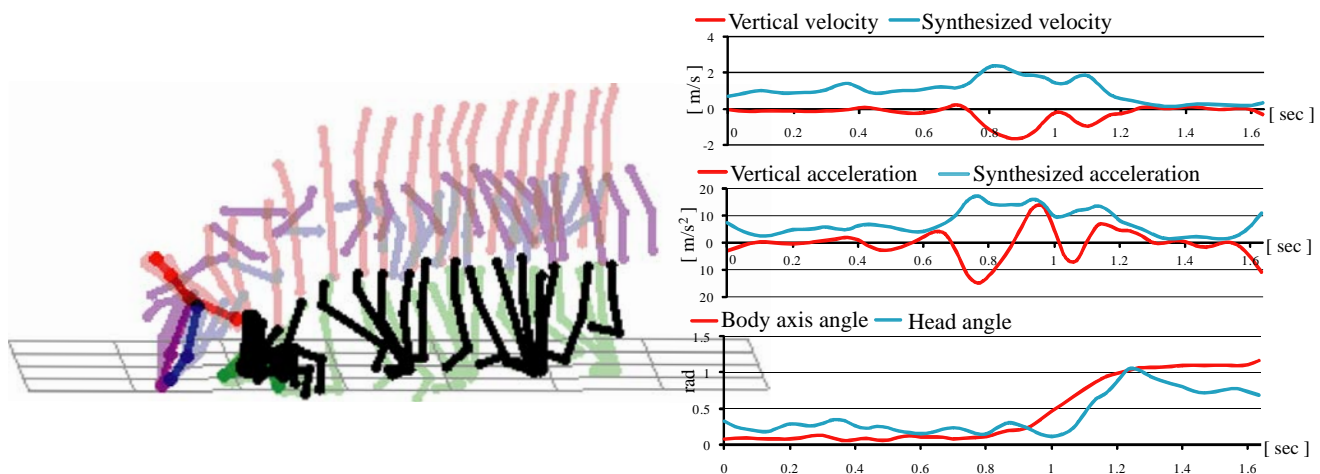 Vertical velocity Synthesized velocity
4
2
0
-2
[ m/s ]
0 0.2 0.4 0.6 0.8 1 1.2 1.4 1.6
[ sec ]
Vertical acceleration Synthesized acceleration
20
10
0
10
20
[ m/s² ]
0 0.2 0.4 0.6 0.8 1 1.2 1.4 1.6
[ sec ]
Body axis angle Head angle
1.5
1
0.5
0
rad
0 0.2 0.4 0.6 0.8 1 1.2 1.4 1.6
[ sec ]